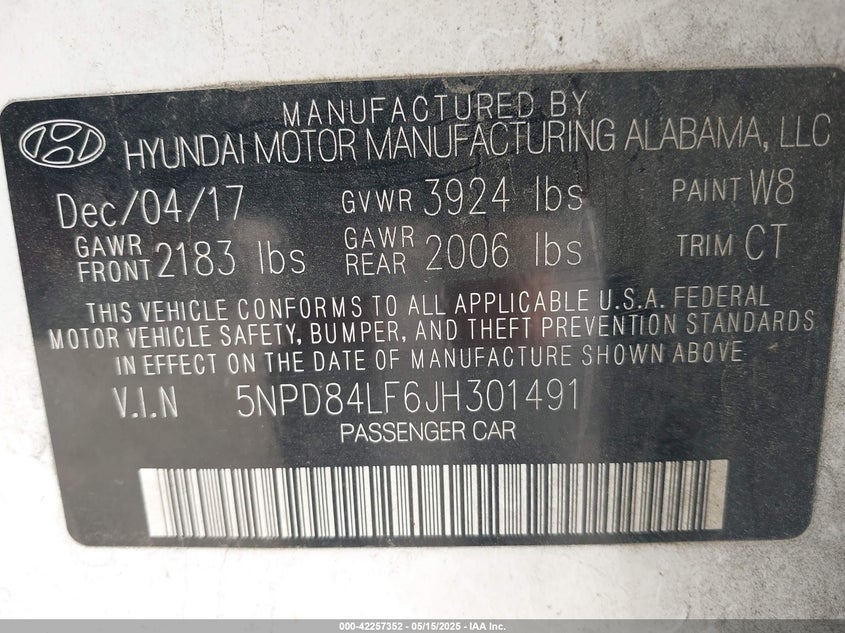 MANUFACTURED BY
HYUNDAI MOTOR MANUFACTURING ALABAMA, LLC
Dec/04/17 GVWR 3924 lbs PAINT W8
GAWR FRONT 2183 lbs GAWR REAR 2006 lbs TRIM CT
THIS VEHICLE CONFORMS TO ALL APPLICABLE U.S.A. FEDERAL
MOTOR VEHICLE SAFETY, BUMPER, AND THEFT PREVENTION STANDARDS
IN EFFECT ON THE DATE OF MANUFACTURE SHOWN ABOVE
V.I.N 5NPD84LF6JH301491
PASSENGER CAR
000-42257352 — 05/15/2025 — IAA Inc.